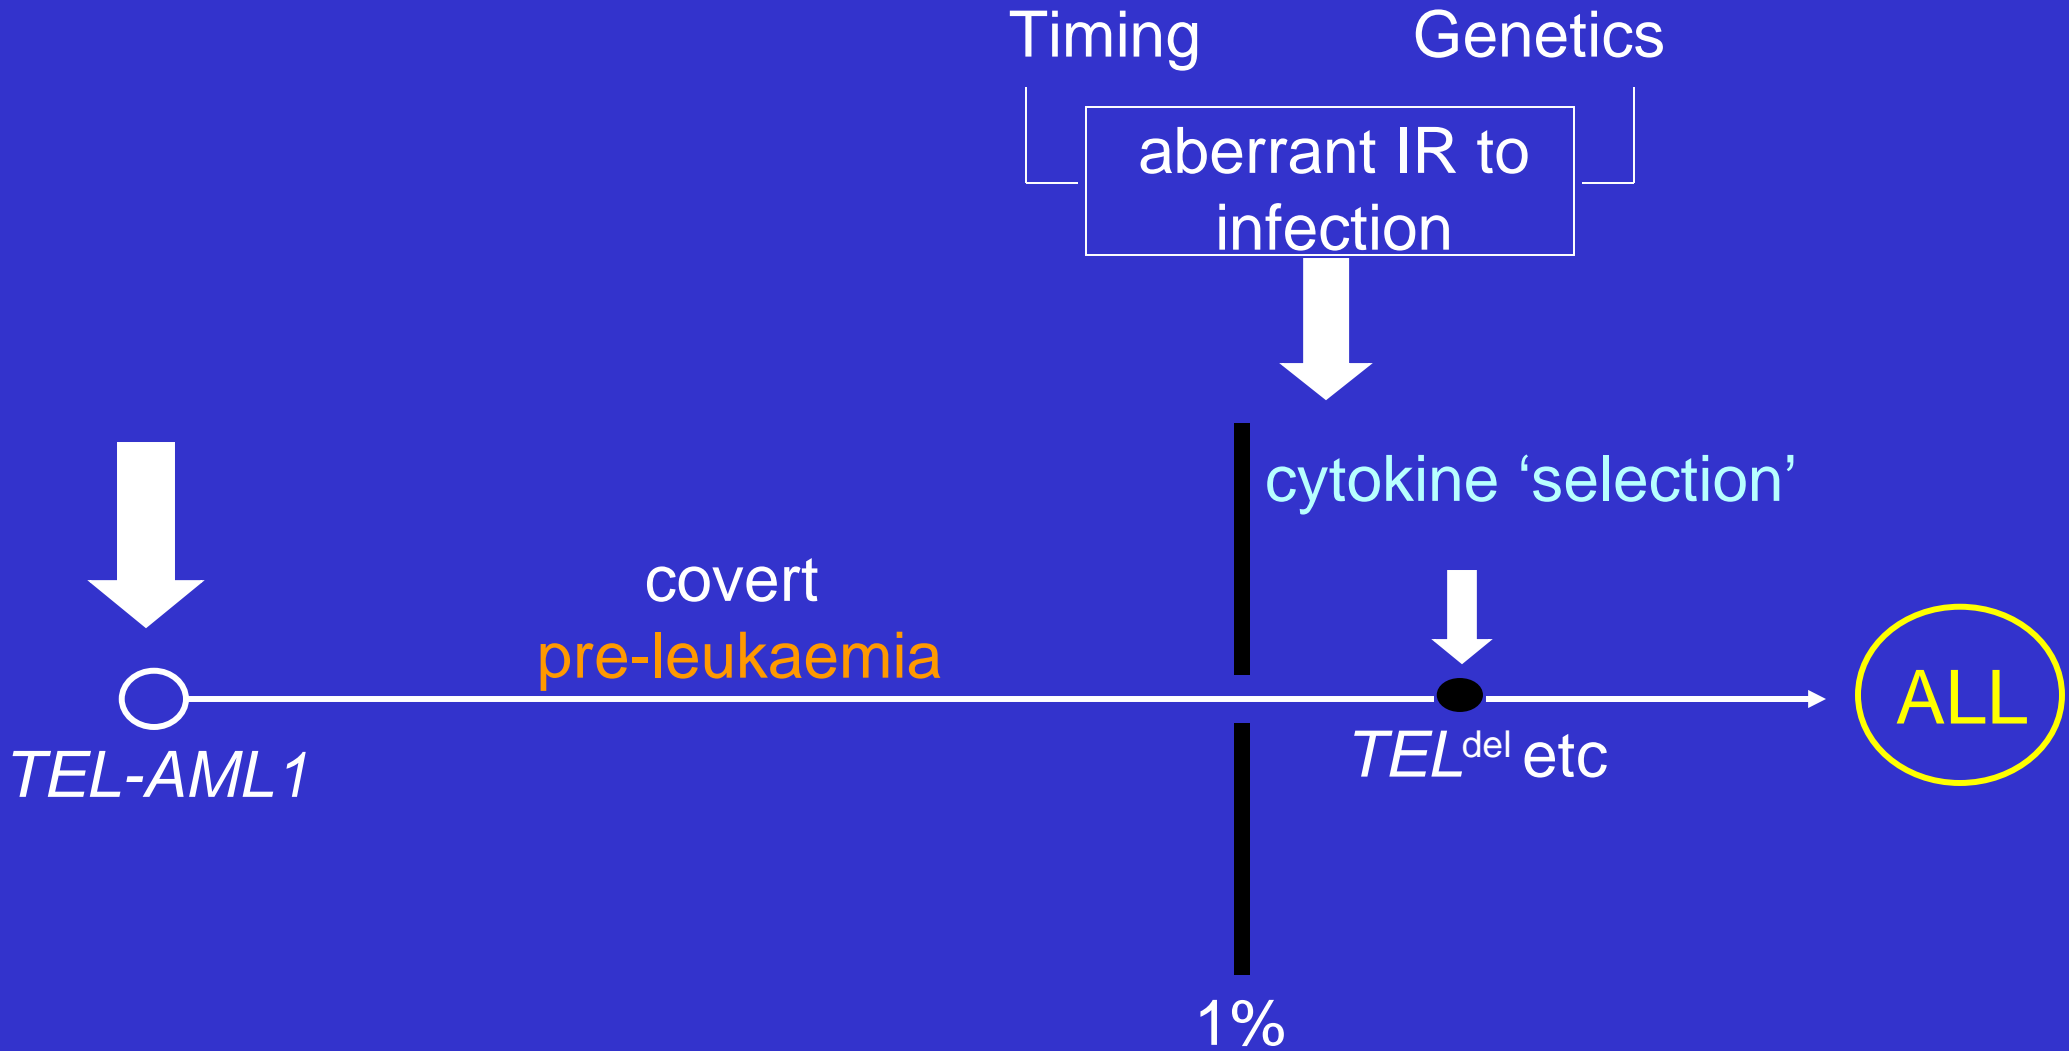 Timing Genetics
aberrant IR to
infection
cytokine ‘selection’
covert
pre-leukaemia
ALL
TEL-AML1
TELdel etc
1%